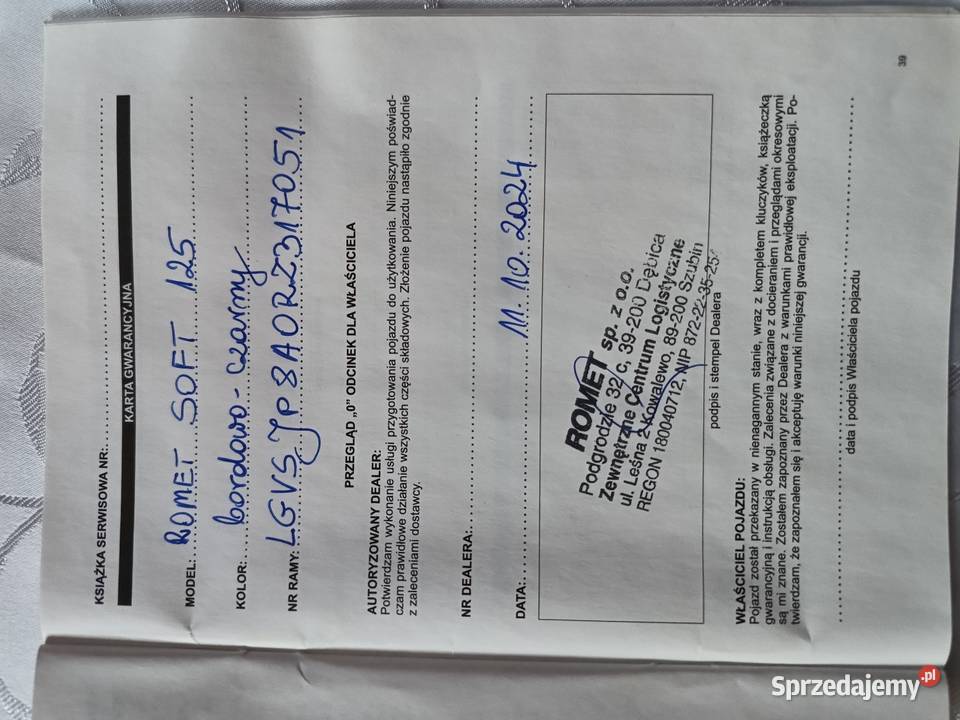 KSIĄŻKA SERWISOWA NR:
KARTA GWARANCYJNA
MODEL: ROMET SOFT 125
KOLOR: bordowo - czarny
NR RAMY: LGVSJP8A0RZ317051
PRZEGLĄD „0” ODCINEK DLA WŁAŚCICIELA
AUTORYZOWANY DEALER:
Potwierdzam wykonanie usługi przygotowania pojazdu do użytkowania. Niniejszym poświad-
czam prawidłowe działanie wszystkich części składowych. Złożenie pojazdu nastąpiło zgodnie
z zaleceniami dostawcy.
NR DEALERA:
DATA: 11.10.2024
ROMET sp. z o.o.
Podgrodzie 32 c, 39-200 Dębica
Zewnętrzne Centrum Logistyczne
ul. Leśna 2 Kowalewo, 89-200 Szubin
REGON 180040712, NIP 872-22-35-25
podpis i stempel Dealera
WŁAŚCICIEL POJAZDU:
Pojazd został przekazany w nienagannym stanie, wraz z kompletem kluczyków, książeczką
gwarancyjną i instrukcją obsługi. Zalecenia związane z docieraniem i przeglądami okresowymi
są mi znane. Zostałem zapoznany przez Dealera z warunkami prawidłowej eksploatacji. Po-
twierdzam, że zapoznałem się i akceptuję warunki niniejszej gwarancji.
data i podpis Właściciela pojazdu
39
Sprzedajemy.pl